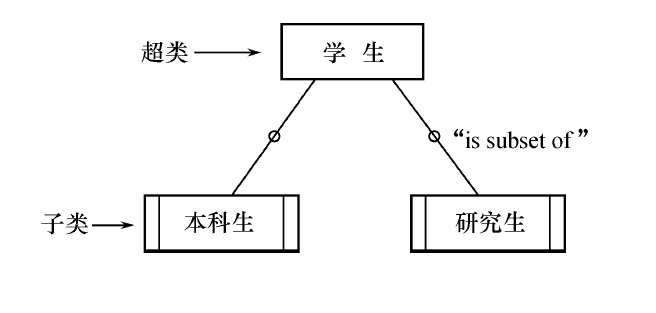 超类
学 生
“is subset of”
子类
本科生
研究生